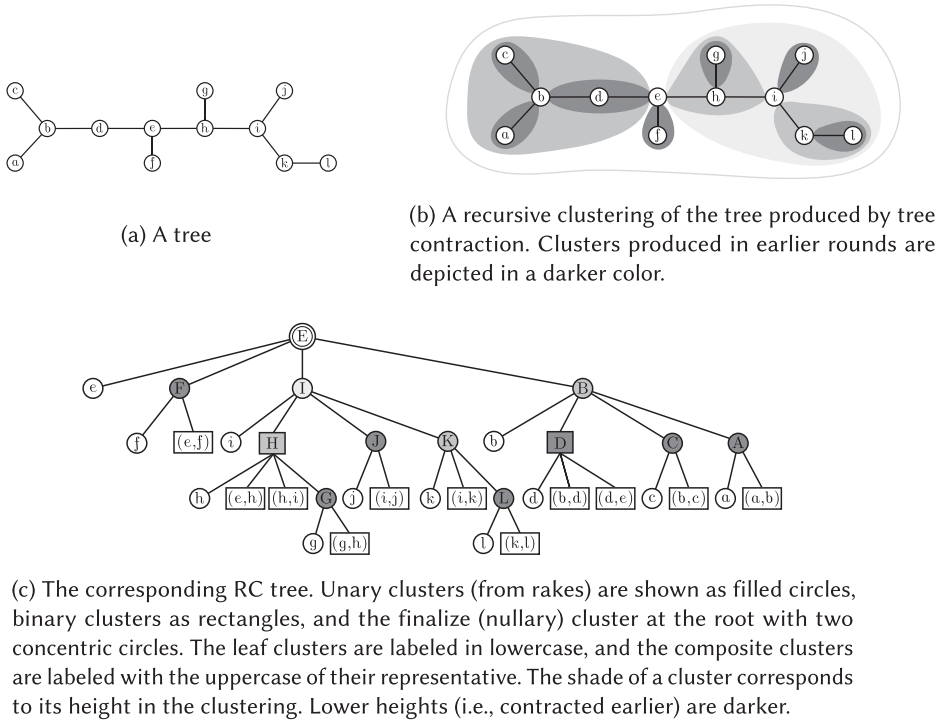 c
g
j
b
d
e
h
i
a
f
k
l
(a) A tree
c
g
j
b
d
e
h
i
a
f
k
l
(b) A recursive clustering of the tree produced by tree
contraction. Clusters produced in earlier rounds are
depicted in a darker color.
E
e F I B
f (e,f) i H J K b D C A
h (e,h) (h,i) G j (i,j) k (i,k) L d (b,d) (d,e) c (b,c) a (a,b)
g (g,h) l (k,l)
(c) The corresponding RC tree. Unary clusters (from rakes) are shown as filled circles,
binary clusters as rectangles, and the finalize (nullary) cluster at the root with two
concentric circles. The leaf clusters are labeled in lowercase, and the composite clusters
are labeled with the uppercase of their representative. The shade of a cluster corresponds
to its height in the clustering. Lower heights (i.e., contracted earlier) are darker.